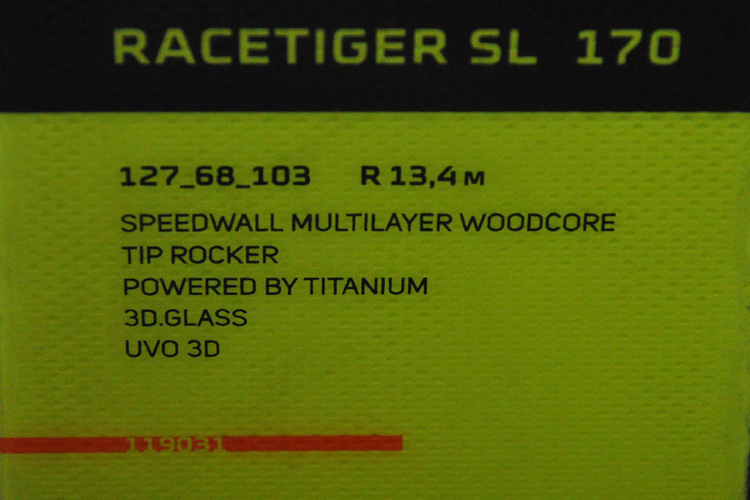 RACETIGER SL 170
127_68_103 R 13,4 M
SPEEDWALL MULTILAYER WOODCORE
TIP ROCKER
POWERED BY TITANIUM
3D.GLASS
UVO 3D
119031